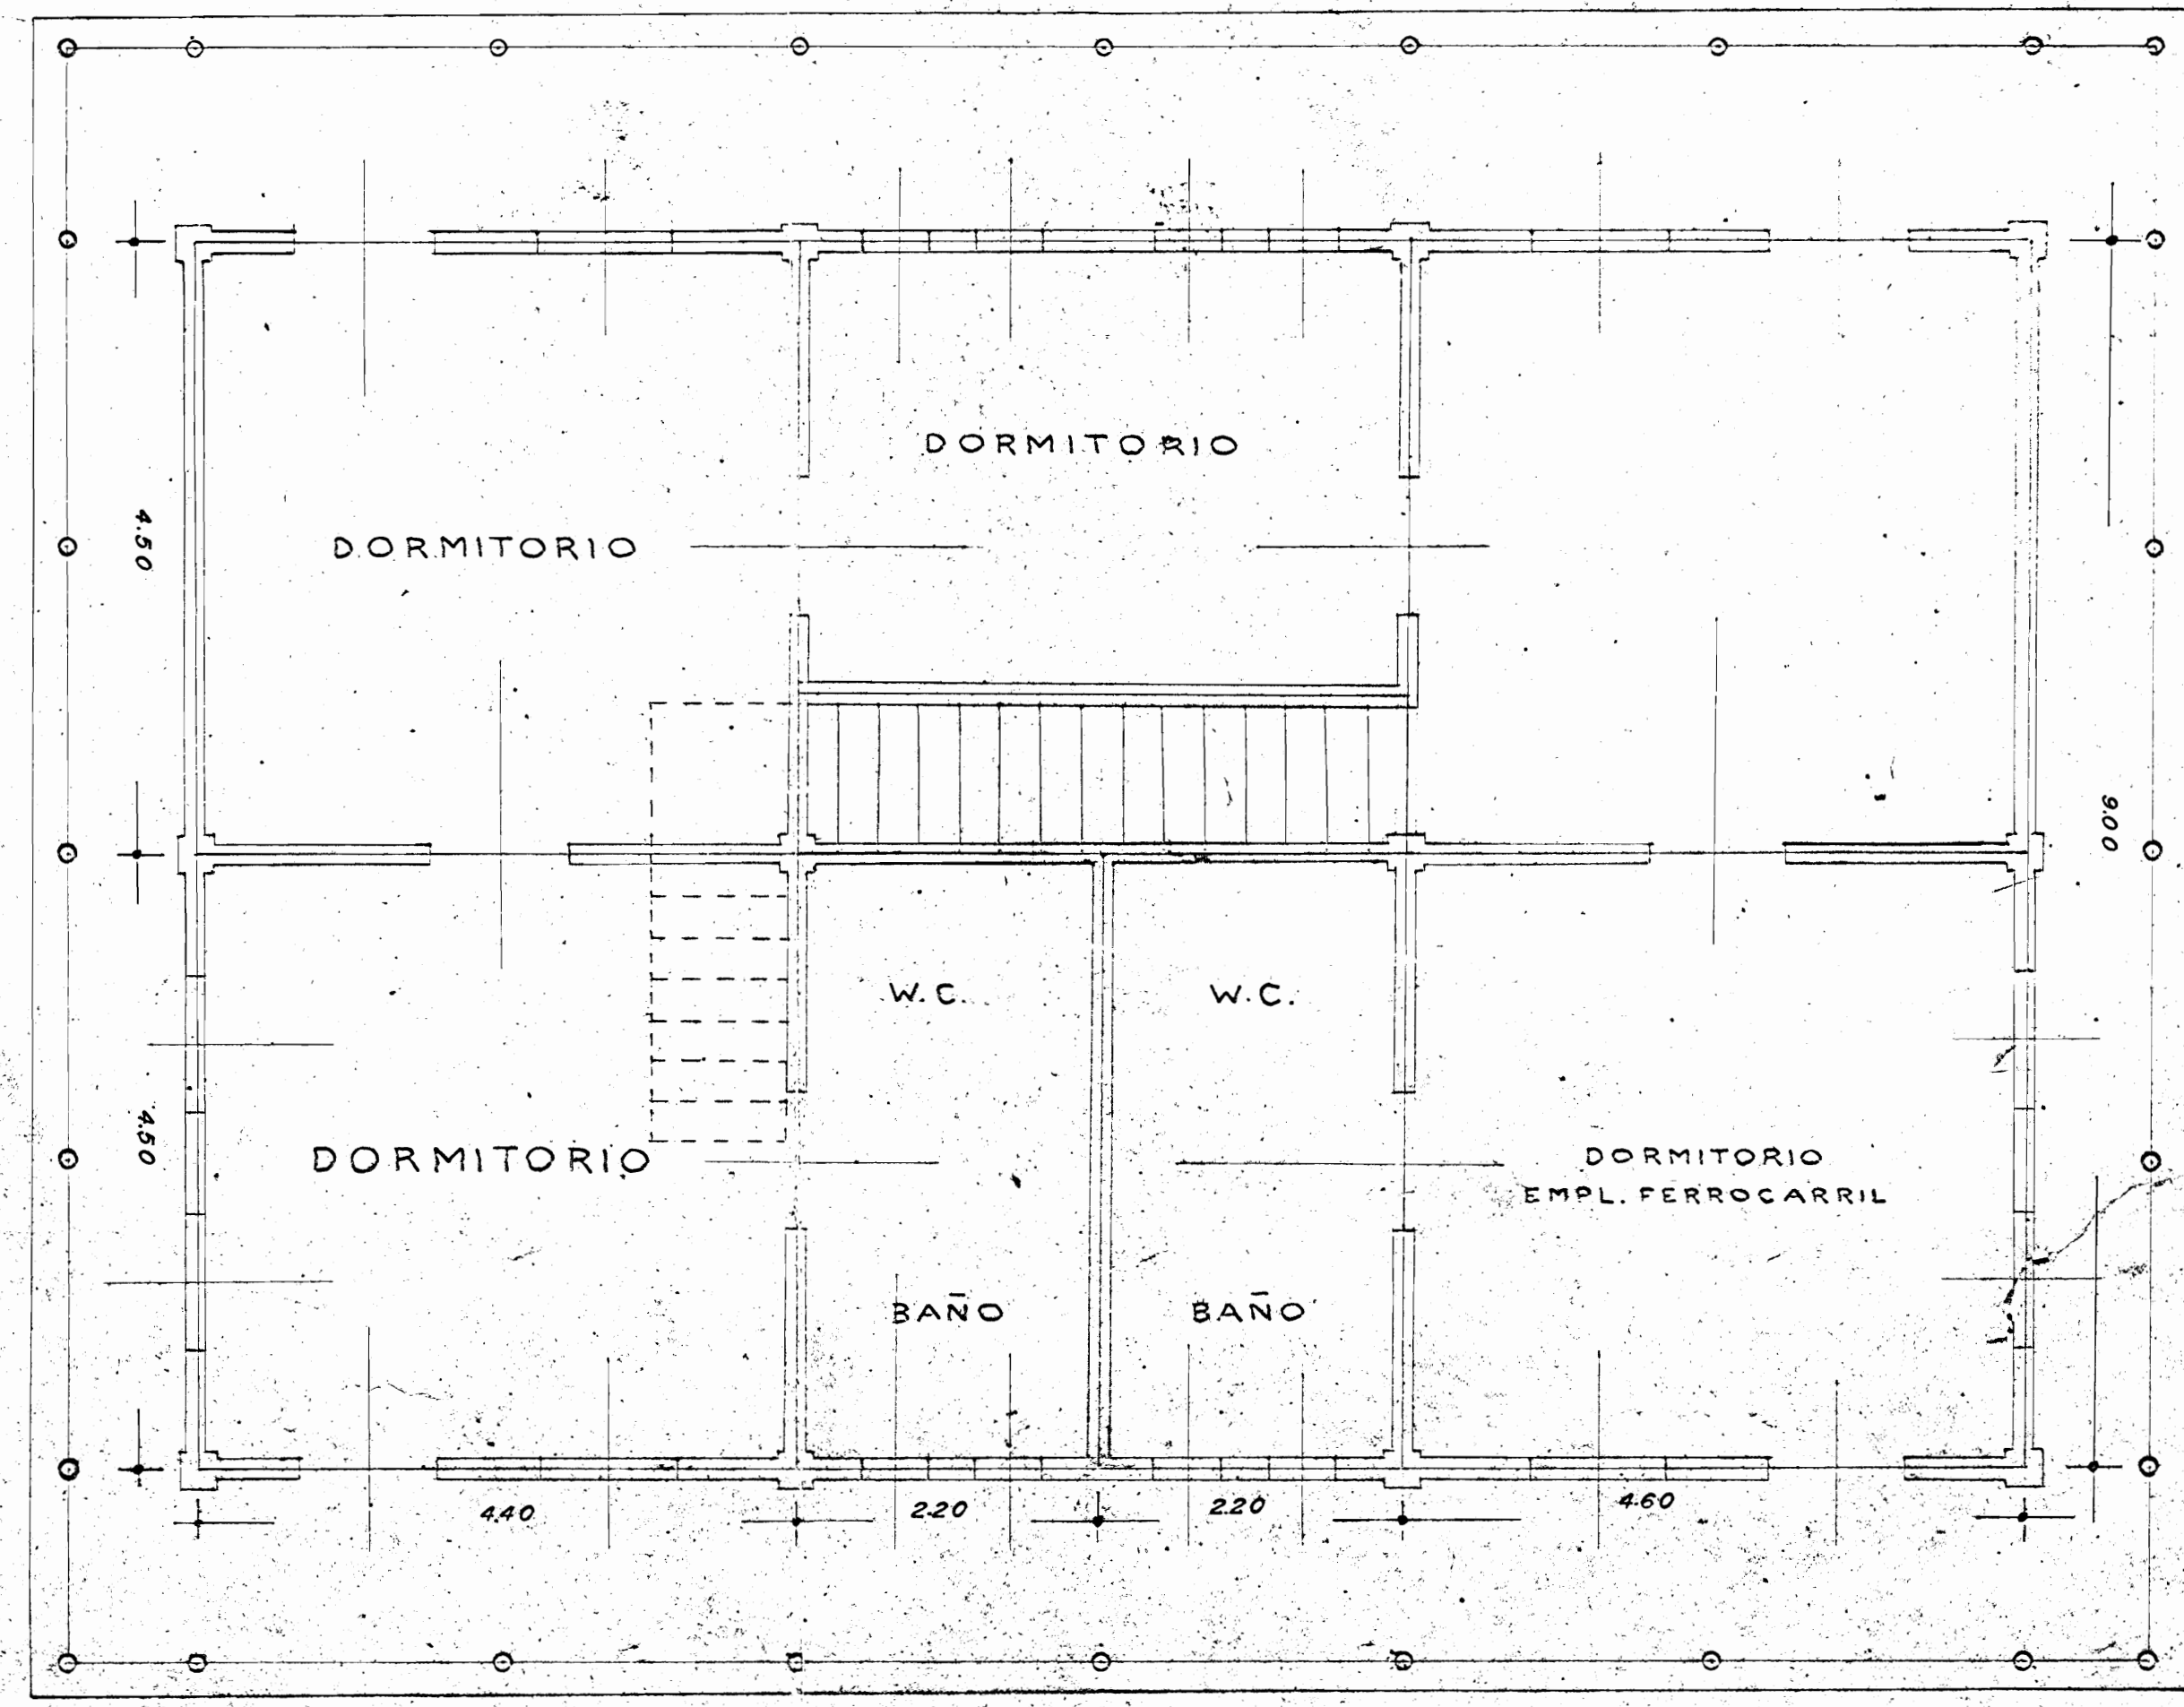 DORMITORIO
DORMITORIO
4.50
9.00
W.C.
W.C.
4.50
DORMITORIO
DORMITORIO
EMPL. FERROCARRIL
BAÑO
BAÑO
4.40
2.20
2.20
4.60